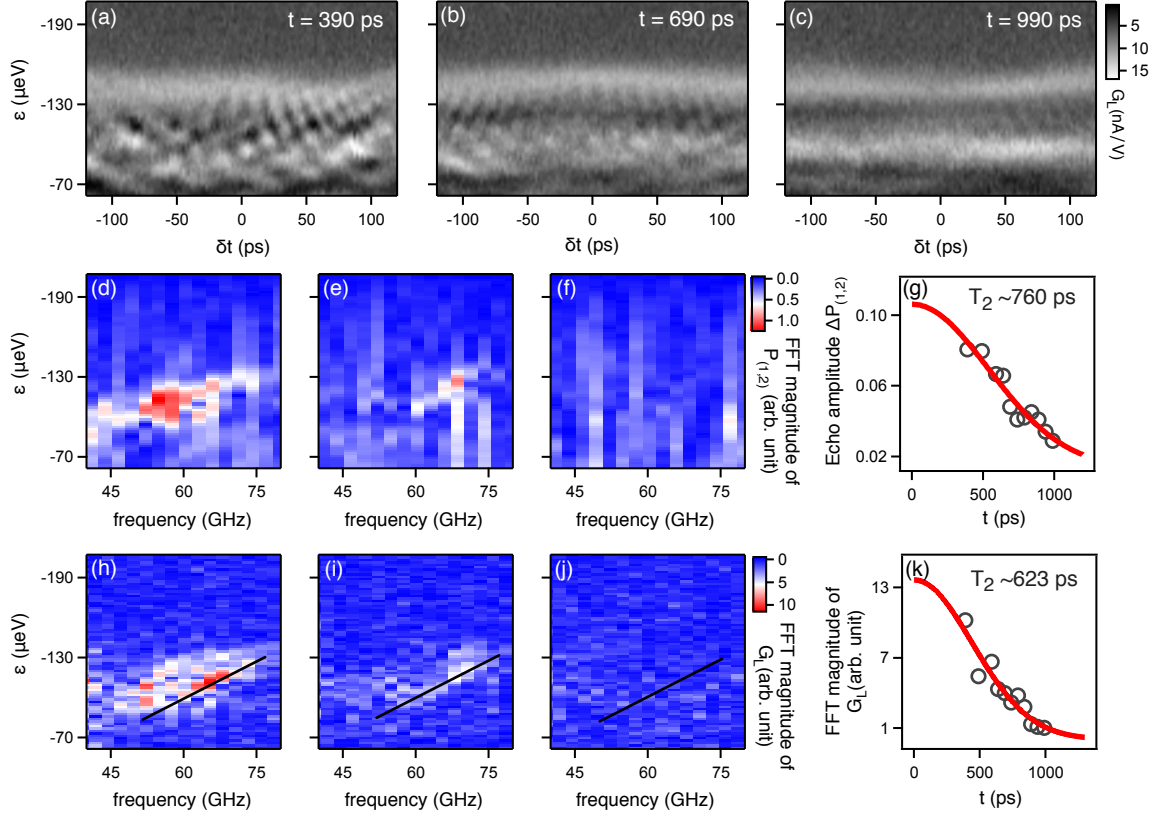 (a)
t = 390 ps
(b)
t = 690 ps
(c)
t = 990 ps
-190
-130
-70
ε (μeV)
5
10
15
G_L(nA / V)
-100
-50
0
50
100
-100
-50
0
50
100
-100
-50
0
50
100
δt (ps)
δt (ps)
δt (ps)
(d)
(e)
(f)
-190
-130
-70
ε (μeV)
0.0
0.5
1.0
FFT magnitude of
P_(1,2) (arb. unit)
45
60
75
45
60
75
45
60
75
frequency (GHz)
frequency (GHz)
frequency (GHz)
(g)
T_2 ~760 ps
Echo amplitude ΔP_(1,2)
0.10
0.06
0.02
0
500
1000
t (ps)
(h)
(i)
(j)
-190
-130
-70
ε (μeV)
0
5
10
FFT magnitude of
G_L(arb. unit)
45
60
75
45
60
75
45
60
75
frequency (GHz)
frequency (GHz)
frequency (GHz)
(k)
T_2 ~623 ps
FFT magnitude of
G_L(arb. unit)
13
7
1
0
500
1000
t (ps)